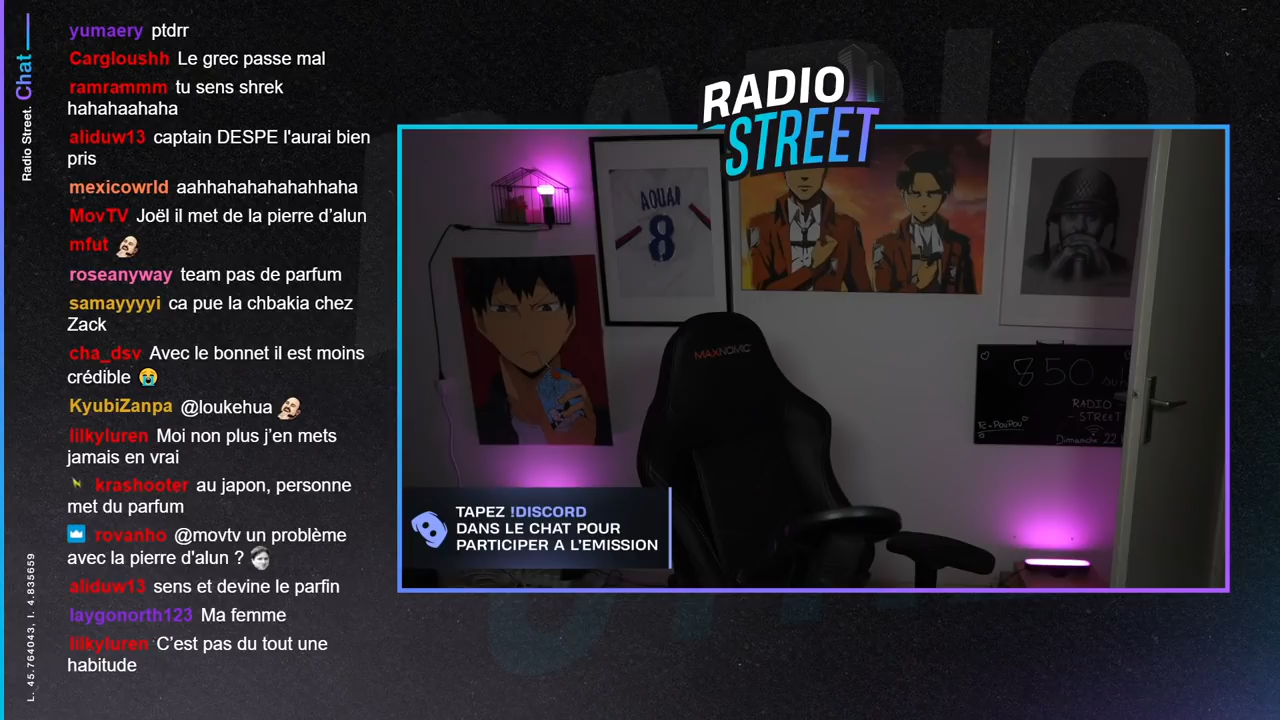 Radio Street. Chat
yumaery ptdrr
Cargloushh Le grec passe mal
ramrammm tu sens shrek
hahahaahaha
aliduw13 captain DESPE l'aurai bien
pris
mexicowrld aahhahahahahahhaha
MovTV Joël il met de la pierre d’alun
mfut
roseanyway team pas de parfum
samayyyyi ca pue la chbakia chez
Zack
cha_dsv Avec le bonnet il est moins
crédible 😭
KyubiZanpa @loukehua
lilkyluren Moi non plus j’en mets
jamais en vrai
krashooter au japon, personne
met du parfum
rovanho @movtv un problème
avec la pierre d'alun ?
aliduw13 sens et devine le parfin
laygonorth123 Ma femme
lilkyluren C’est pas du tout une
habitude
L. 45.764043, l. 4.835659
RADIO
STREET
AOUAR
8
MAXNOMIC
850 sub
RADIO
- STREET
TC-POUPOU
Dimanche 22
TAPEZ !DISCORD
DANS LE CHAT POUR
PARTICIPER A L’EMISSION